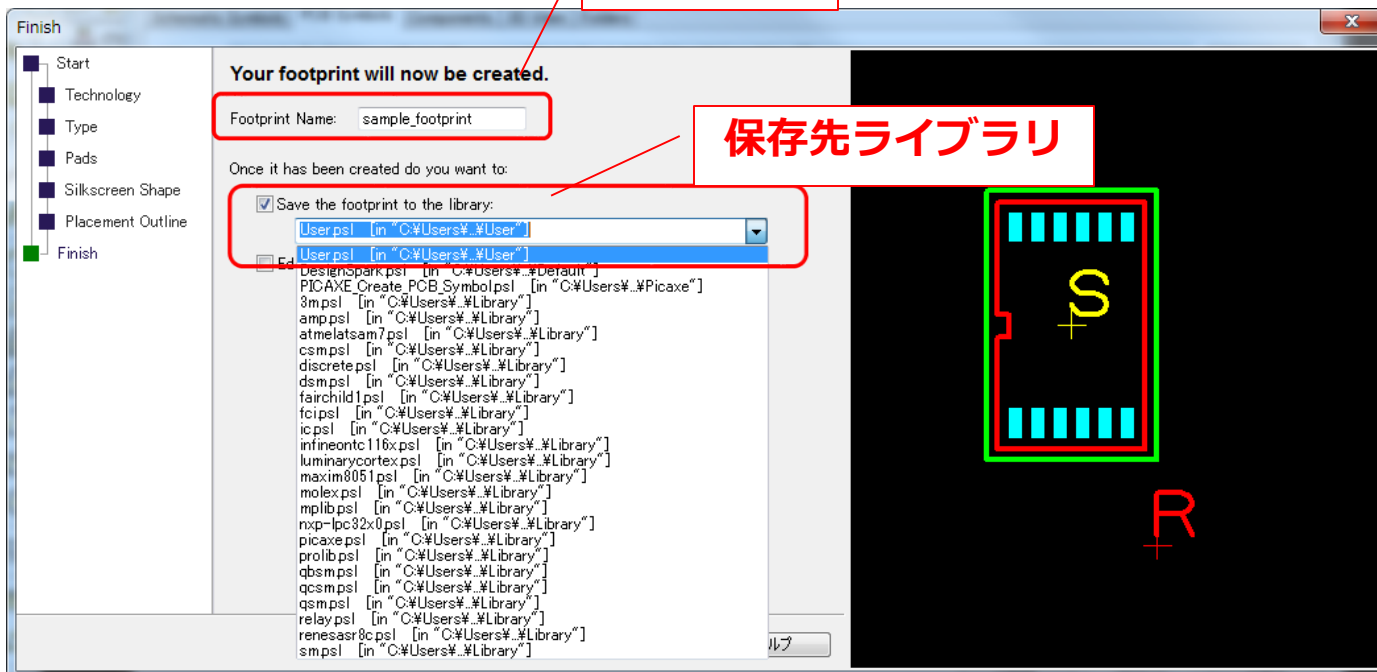 Finish
Start
Technology
Type
Pads
Silkscreen Shape
Placement Outline
Finish
Your footprint will now be created.
Footprint Name: sample_footprint
保存先ライブラリ
Once it has been created do you want to:
Save the footprint to the library:
User.psl [in "C:¥Users¥...¥User"]
User.psl [in "C:¥Users¥...¥User"]
Ed
DesignSpark.psl [in "C:¥Users¥...¥Default"]
PICAXE_Create_PCB_Symbol.psl [in "C:¥Users¥...¥Picaxe"]
3m.psl [in "C:¥Users¥...¥Library"]
amp.psl [in "C:¥Users¥...¥Library"]
atmelatsam7.psl [in "C:¥Users¥...¥Library"]
csm.psl [in "C:¥Users¥...¥Library"]
discrete.psl [in "C:¥Users¥...¥Library"]
dsm.psl [in "C:¥Users¥...¥Library"]
fairchild1.psl [in "C:¥Users¥...¥Library"]
fci.psl [in "C:¥Users¥...¥Library"]
ic.psl [in "C:¥Users¥...¥Library"]
infineontc116x.psl [in "C:¥Users¥...¥Library"]
luminarycortex.psl [in "C:¥Users¥...¥Library"]
maxim8051.psl [in "C:¥Users¥...¥Library"]
molex.psl [in "C:¥Users¥...¥Library"]
mplib.psl [in "C:¥Users¥...¥Library"]
nxp-lpc32x0.psl [in "C:¥Users¥...¥Library"]
picaxe.psl [in "C:¥Users¥...¥Library"]
prolib.psl [in "C:¥Users¥...¥Library"]
qbsm.psl [in "C:¥Users¥...¥Library"]
qcsm.psl [in "C:¥Users¥...¥Library"]
qsm.psl [in "C:¥Users¥...¥Library"]
relay.psl [in "C:¥Users¥...¥Library"]
renesasr8c.psl [in "C:¥Users¥...¥Library"]
sm.psl [in "C:¥Users¥...¥Library"]
ルプ
S
R